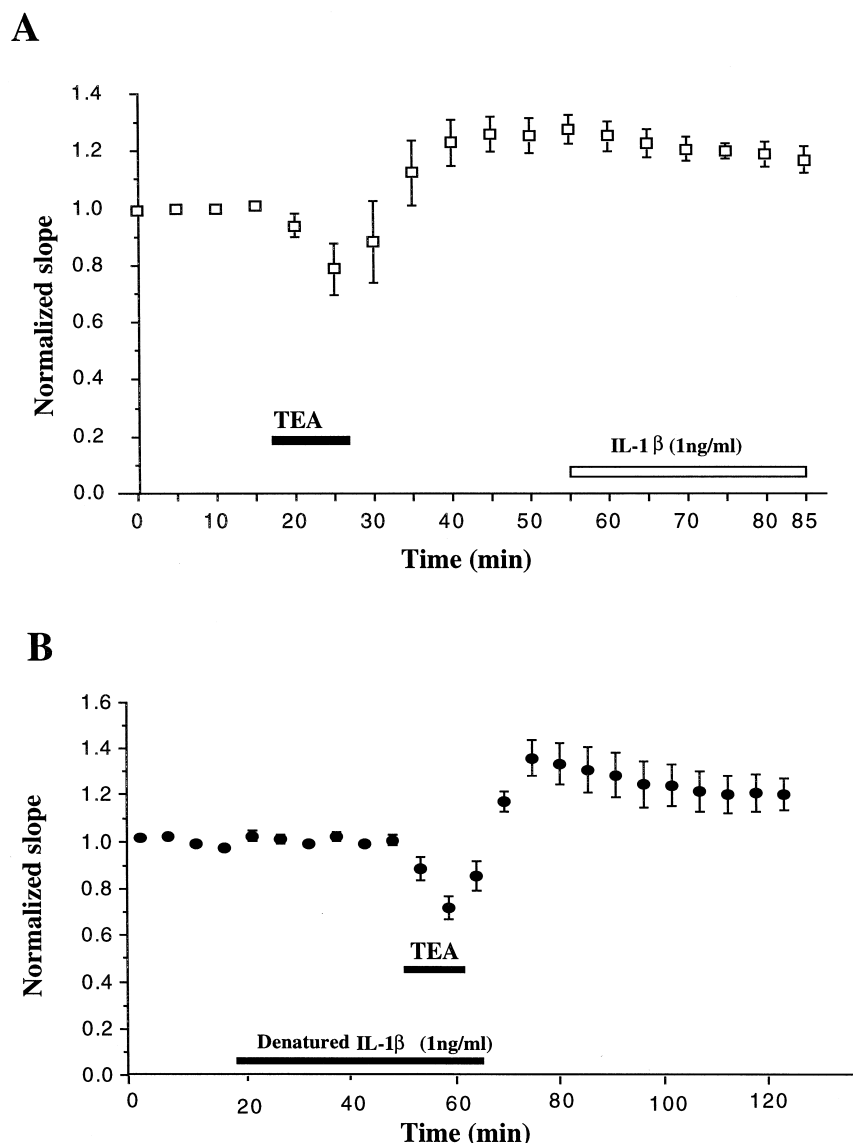 A
1.4
1.2
1.0
0.8
0.6
0.4
0.2
0.0
Normalized slope
TEA
IL-1 β (1ng/ml)
0 10 20 30 40 50 60 70 80 85
Time (min)
B
1.6
1.4
1.2
1.0
0.8
0.6
0.4
0.2
0.0
Normalized slope
TEA
Denatured IL-1β (1ng/ml)
0 20 40 60 80 100 120
Time (min)